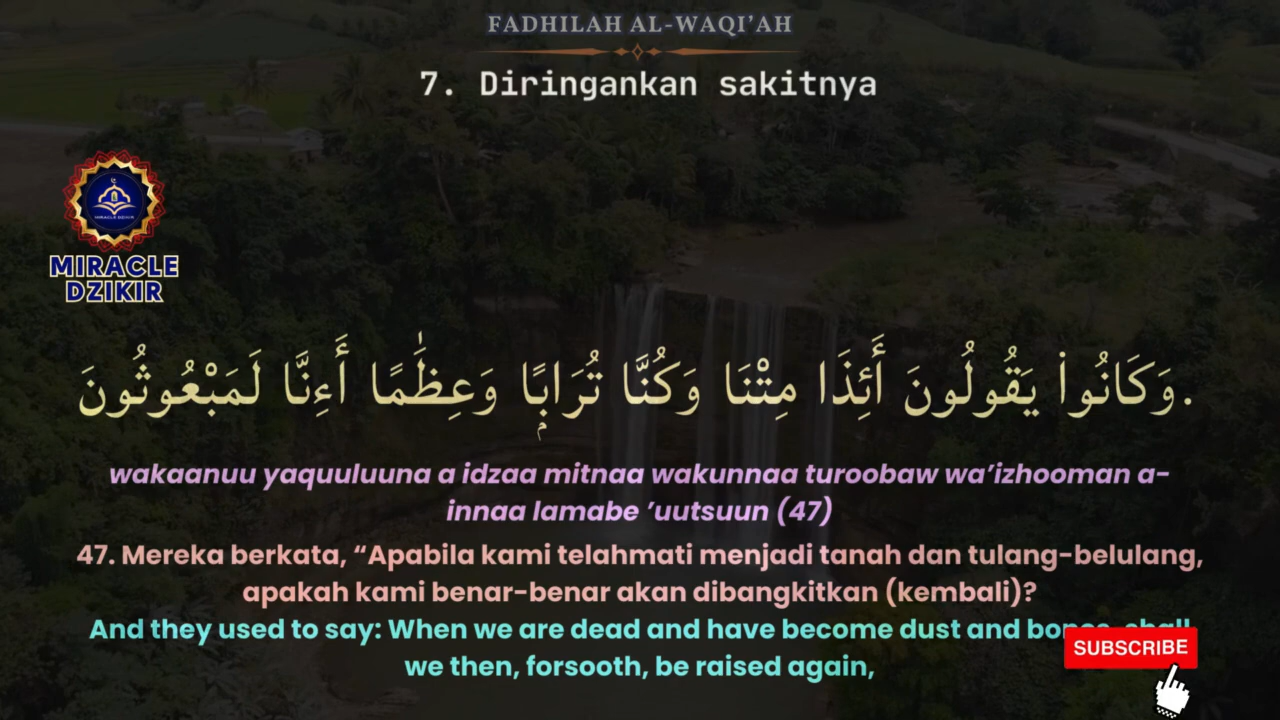 FADHILAH AL-WAQI'AH
7. Diringankan sakitnya
MIRACLE DZIKIR
MIRACLE
DZIKIR
وَكَانُوا۟ يَقُولُونَ أَئِذَا مِتْنَا وَكُنَّا تُرَابًۭا وَعِظَٰمًا أَءِنَّا لَمَبْعُوثُونَ.
wakaanuu yaquuluuna a idzaa mitnaa wakunnaa turoobaw wa’izhooman a-
innaa lamabe ’uutsuun (47)
47. Mereka berkata, “Apabila kami telahmati menjadi tanah dan tulang-belulang,
apakah kami benar-benar akan dibangkitkan (kembali)?
And they used to say: When we are dead and have become dust and bones, shall
we then, forsooth, be raised again,
SUBSCRIBE